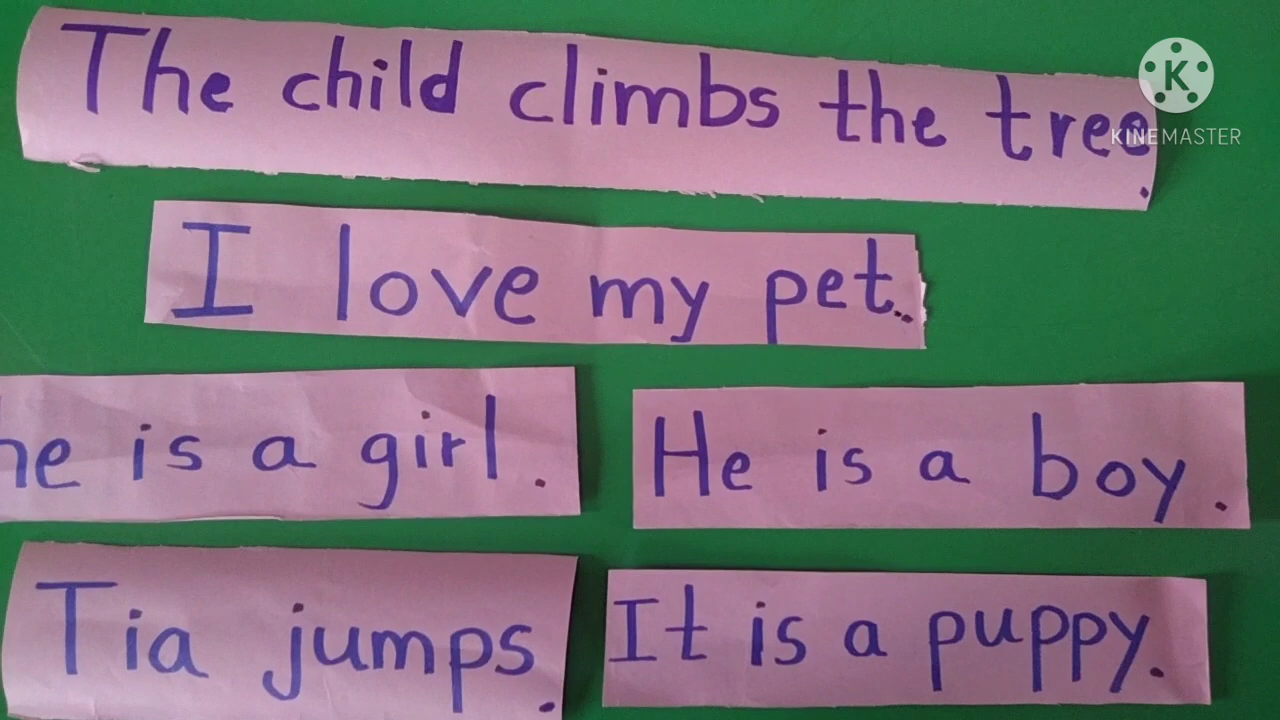 The child climbs the tree.
KINEMASTER
I love my pet..
he is a girl.
He is a boy.
Tia jumps.
It is a puppy.